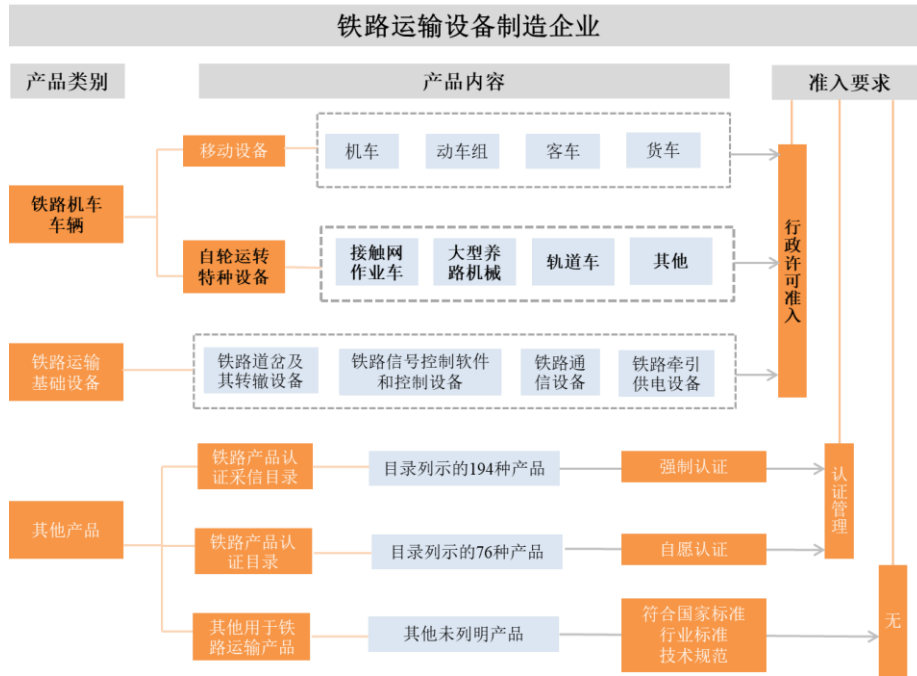 铁路运输设备制造企业
产品类别
产品内容
准入要求
铁路机车
车辆
移动设备
机车
动车组
客车
货车
自轮运转
特种设备
接触网
作业车
大型养
路机械
轨道车
其他
行政许可准入
铁路运输
基础设备
铁路道岔及
其转辙设备
铁路信号控制软件
和控制设备
铁路通
信设备
铁路牵引
供电设备
其他产品
铁路产品认
证采信目录
目录列示的194种产品
强制认证
认证管理
铁路产品认
证目录
目录列示的76种产品
自愿认证
其他用于铁
路运输产品
其他未列明产品
符合国家标准
行业标准
技术规范
无